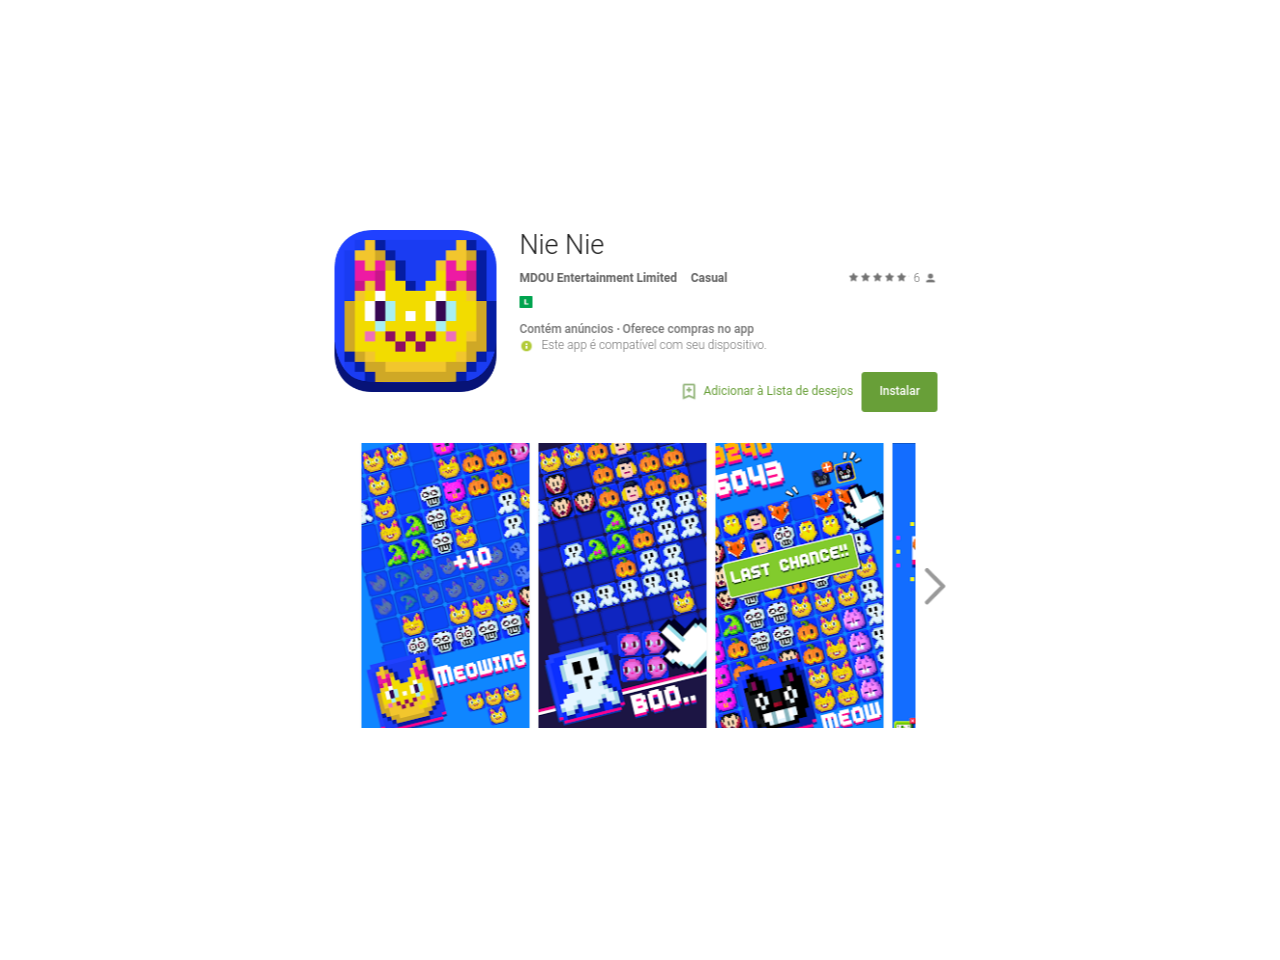 Nie Nie
MDOU Entertainment Limited Casual 6
L
Contém anúncios · Oferece compras no app
Este app é compatível com seu dispositivo.
Adicionar à Lista de desejos Instalar
+10
MEOWING
BOO..
3290
6043
LAST CHANCE!!
MEOW